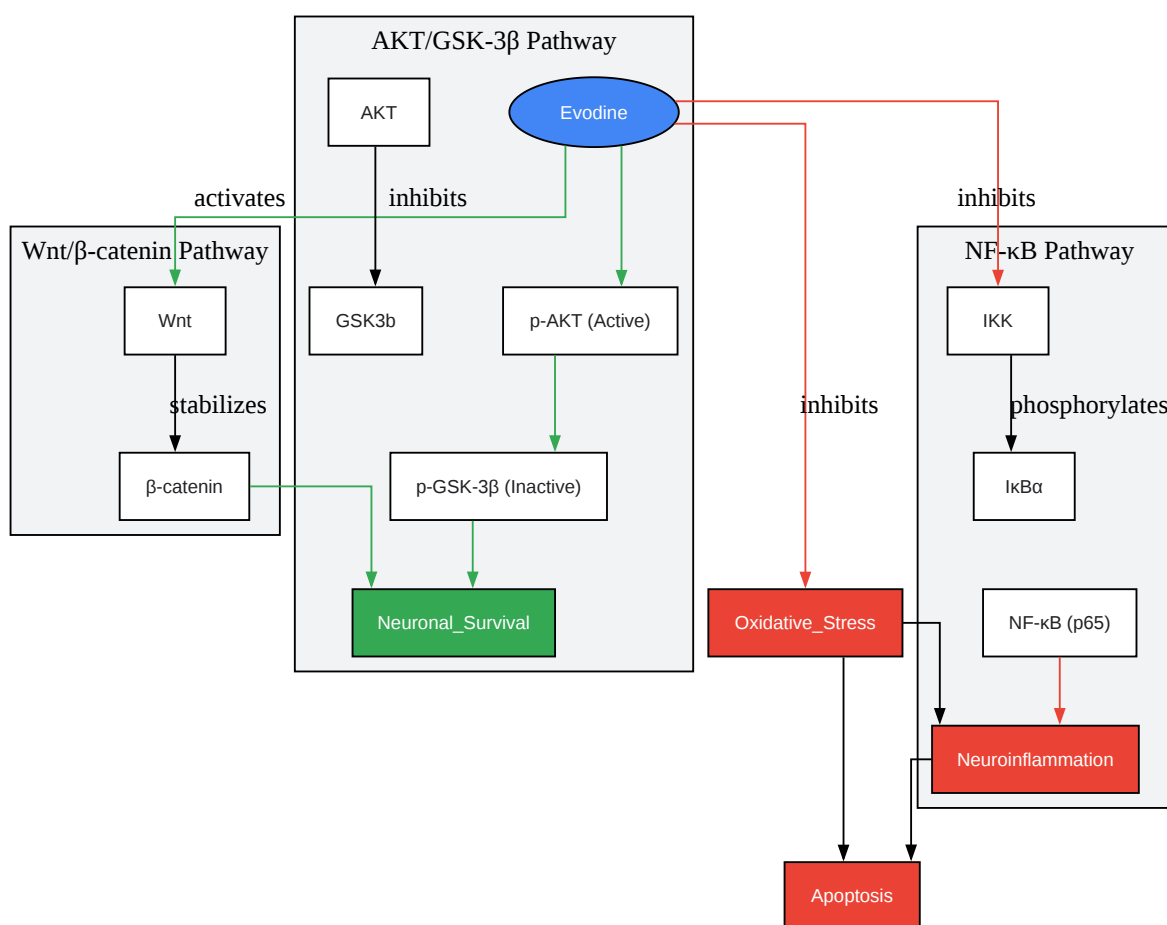 AKT/GSK-3β Pathway
AKT
Evodine
activates
inhibits
inhibits
Wnt/β-catenin Pathway
NF-κB Pathway
Wnt
GSK3b
p-AKT (Active)
IKK
stabilizes
inhibits
phosphorylates
β-catenin
p-GSK-3β (Inactive)
IκBα
Neuronal_Survival
Oxidative_Stress
NF-κB (p65)
Neuroinflammation
Apoptosis